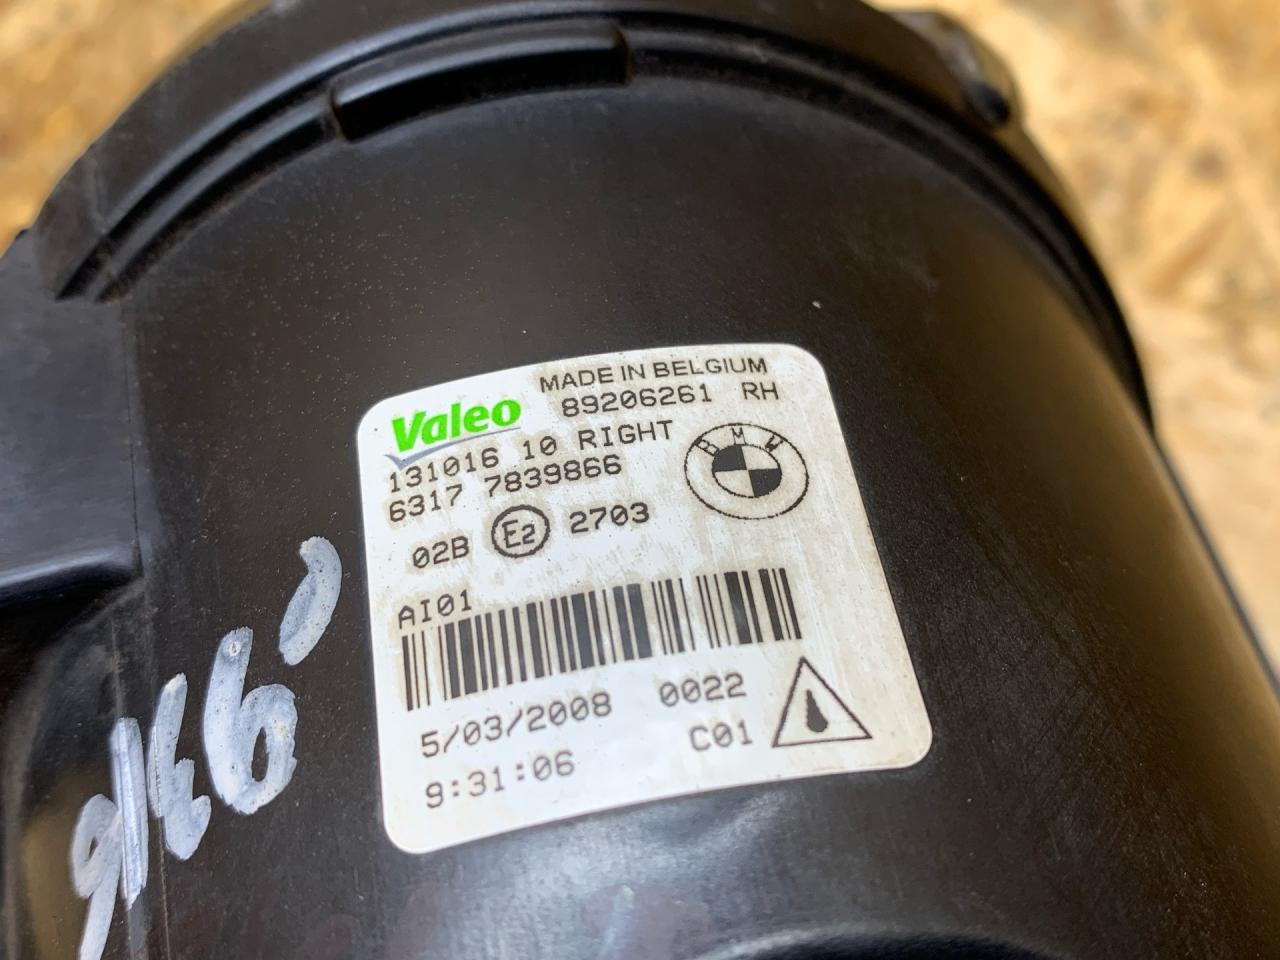 MADE IN BELGIUM
Valeo 89206261 RH
131016 10 RIGHT
6317 7839866
BMW
02B E2 2703
AI01
5/03/2008 0022
9:31:06 C01